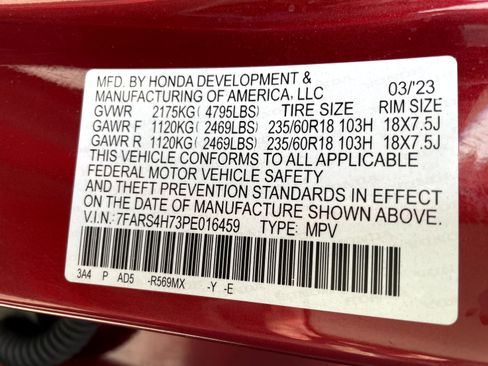 MFD. BY HONDA DEVELOPMENT &
MANUFACTURING OF AMERICA, LLC 03/'23
GVWR 2175KG( 4795LBS) TIRE SIZE RIM SIZE
GAWR F 1120KG( 2469LBS) 235/60R18 103H 18X7.5J
GAWR R 1120KG( 2469LBS) 235/60R18 103H 18X7.5J
THIS VEHICLE CONFORMS TO ALL APPLICABLE
FEDERAL MOTOR VEHICLE SAFETY
AND THEFT PREVENTION STANDARDS IN EFFECT
ON THE DATE OF MANUFACTURE SHOWN ABOVE.
V.I.N.: 7FARS4H73PE016459 TYPE: MPV
3A4 P AD5 -R569MX -Y -E